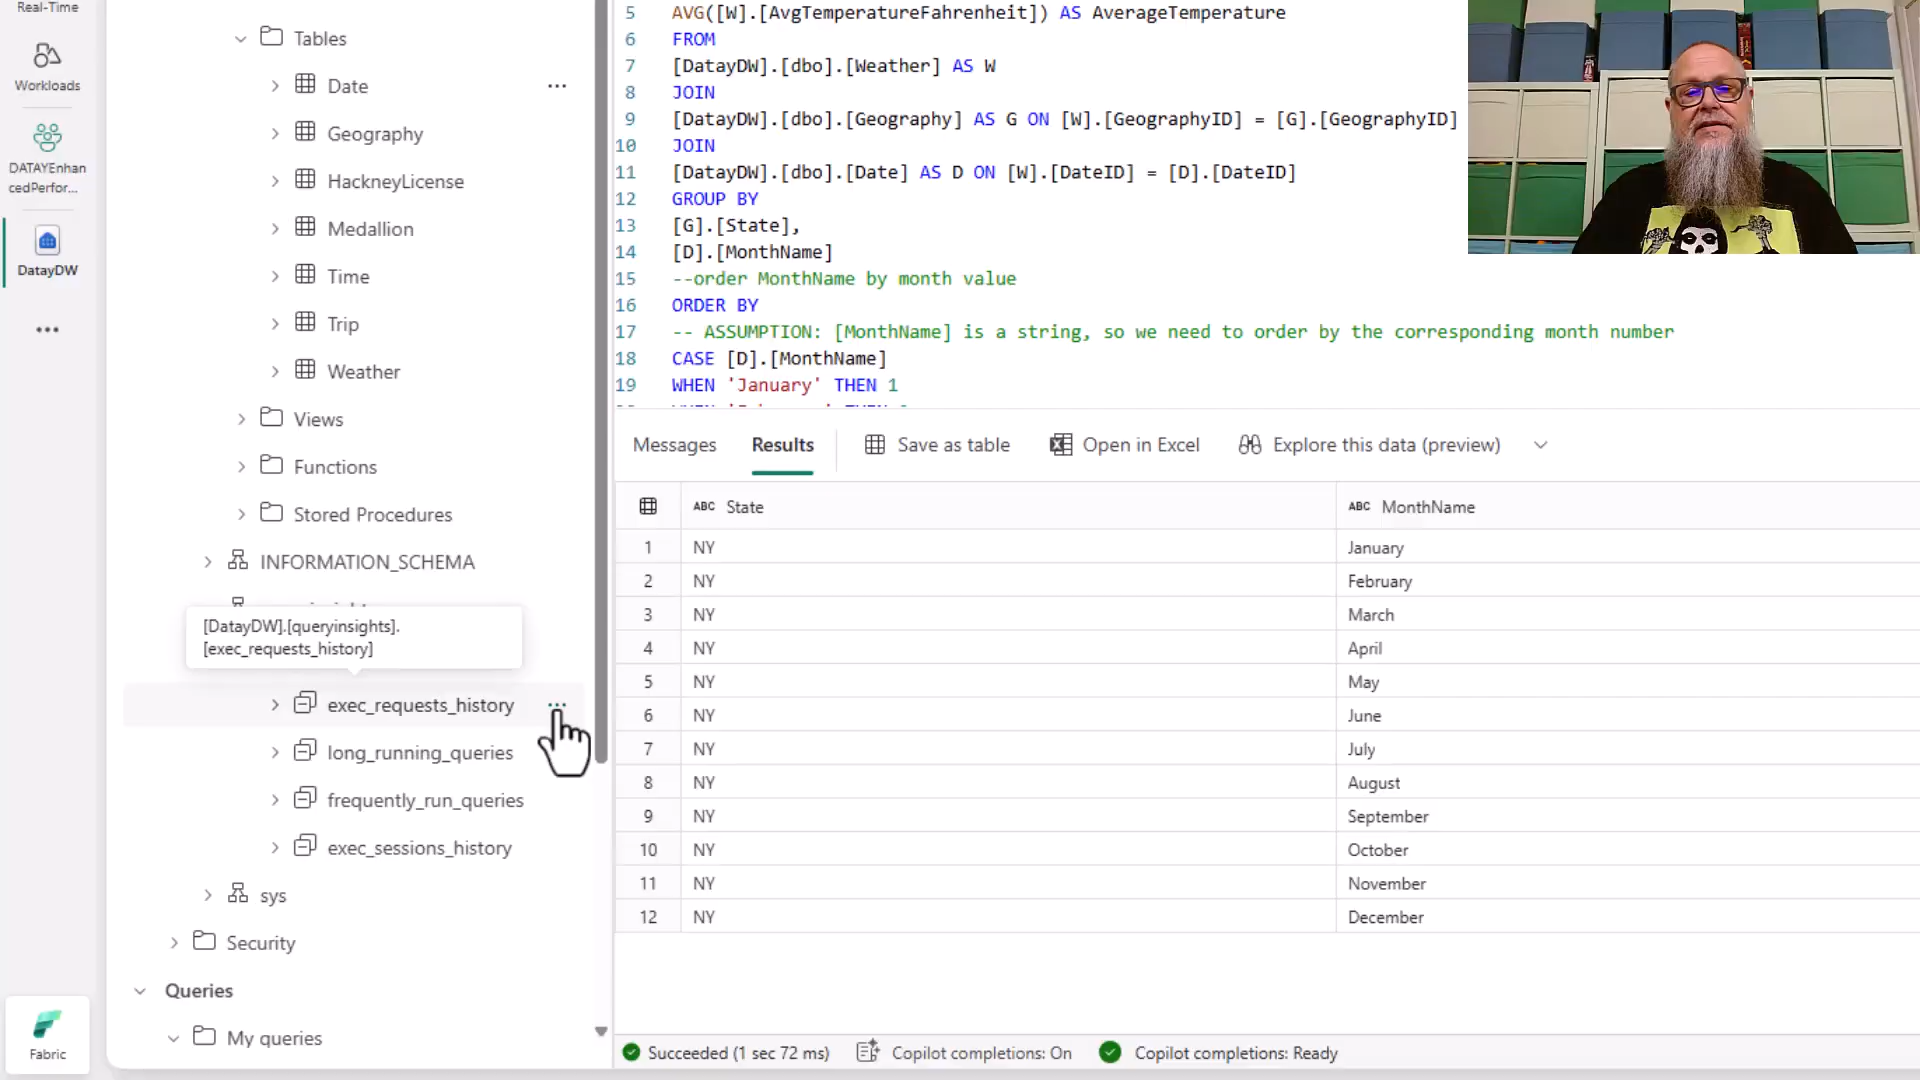 Real-Time
Workloads
DATAYEnhan
cedPerfor...
DatayDW
Fabric
Tables
Date
Geography
HackneyLicense
Medallion
Time
Trip
Weather
Views
Functions
Stored Procedures
INFORMATION_SCHEMA
[DatayDW].[queryinsights].
[exec_requests_history]
exec_requests_history
long_running_queries
frequently_run_queries
exec_sessions_history
sys
Security
Queries
My queries
5 AVG([W].[AvgTemperatureFahrenheit]) AS AverageTemperature
6 FROM
7 [DatayDW].[dbo].[Weather] AS W
8 JOIN
9 [DatayDW].[dbo].[Geography] AS G ON [W].[GeographyID] = [G].[GeographyID]
10 JOIN
11 [DatayDW].[dbo].[Date] AS D ON [W].[DateID] = [D].[DateID]
12 GROUP BY
13 [G].[State],
14 [D].[MonthName]
15 --order MonthName by month value
16 ORDER BY
17 -- ASSUMPTION: [MonthName] is a string, so we need to order by the corresponding month number
18 CASE [D].[MonthName]
19 WHEN 'January' THEN 1
Messages Results Save as table Open in Excel Explore this data (preview)
ABC State ABC MonthName
1 NY January
2 NY February
3 NY March
4 NY April
5 NY May
6 NY June
7 NY July
8 NY August
9 NY September
10 NY October
11 NY November
12 NY December
Succeeded (1 sec 72 ms) Copilot completions: On Copilot completions: Ready